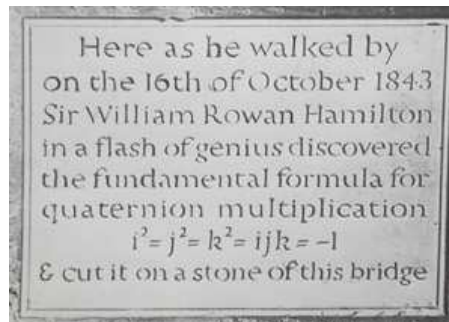 Here as he walked by
on the 16th of October 1843
Sir William Rowan Hamilton
in a flash of genius discovered
the fundamental formula for
quaternion multiplication
i² = j² = k² = ijk = −1
& cut it on a stone of this bridge